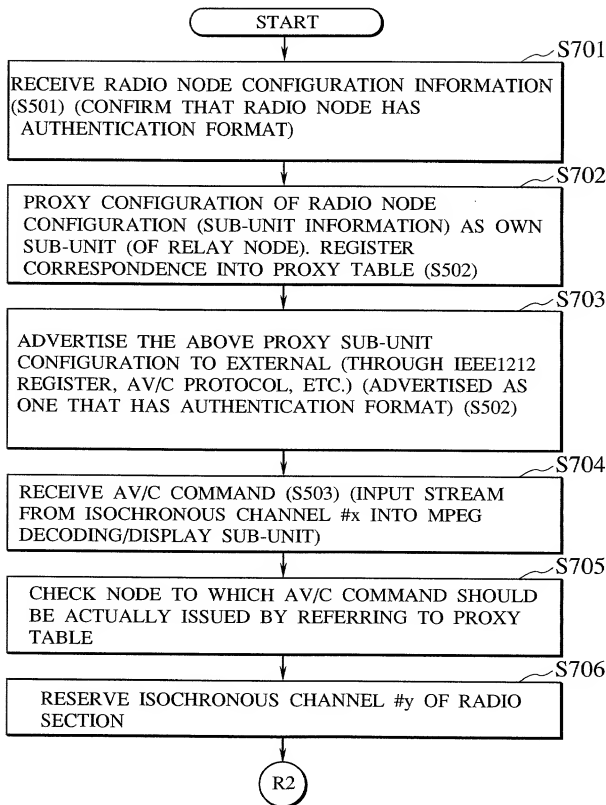 START
S701
RECEIVE RADIO NODE CONFIGURATION INFORMATION
(S501) (CONFIRM THAT RADIO NODE HAS
AUTHENTICATION FORMAT)
S702
PROXY CONFIGURATION OF RADIO NODE
CONFIGURATION (SUB-UNIT INFORMATION) AS OWN
SUB-UNIT (OF RELAY NODE). REGISTER
CORRESPONDENCE INTO PROXY TABLE (S502)
S703
ADVERTISE THE ABOVE PROXY SUB-UNIT
CONFIGURATION TO EXTERNAL (THROUGH IEEE1212
REGISTER, AV/C PROTOCOL, ETC.) (ADVERTISED AS
ONE THAT HAS AUTHENTICATION FORMAT) (S502)
S704
RECEIVE AV/C COMMAND (S503) (INPUT STREAM
FROM ISOCHRONOUS CHANNEL #x INTO MPEG
DECODING/DISPLAY SUB-UNIT)
S705
CHECK NODE TO WHICH AV/C COMMAND SHOULD
BE ACTUALLY ISSUED BY REFERRING TO PROXY
TABLE
S706
RESERVE ISOCHRONOUS CHANNEL #y OF RADIO
SECTION
R2